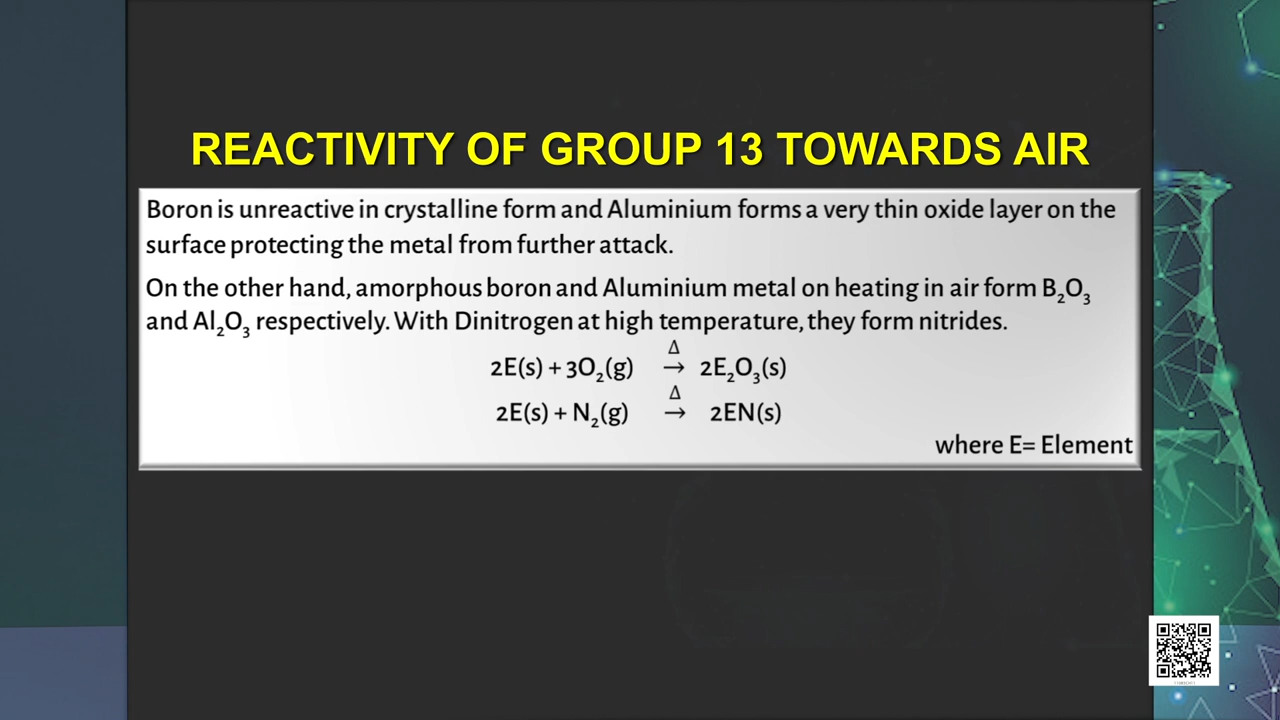 REACTIVITY OF GROUP 13 TOWARDS AIR
Boron is unreactive in crystalline form and Aluminium forms a very thin oxide layer on the
surface protecting the metal from further attack.
On the other hand, amorphous boron and Aluminium metal on heating in air form B₂O₃
and Al₂O₃ respectively. With Dinitrogen at high temperature, they form nitrides.
2E(s) + 3O₂(g) Δ→ 2E₂O₃(s)
2E(s) + N₂(g) Δ→ 2EN(s)
where E= Element